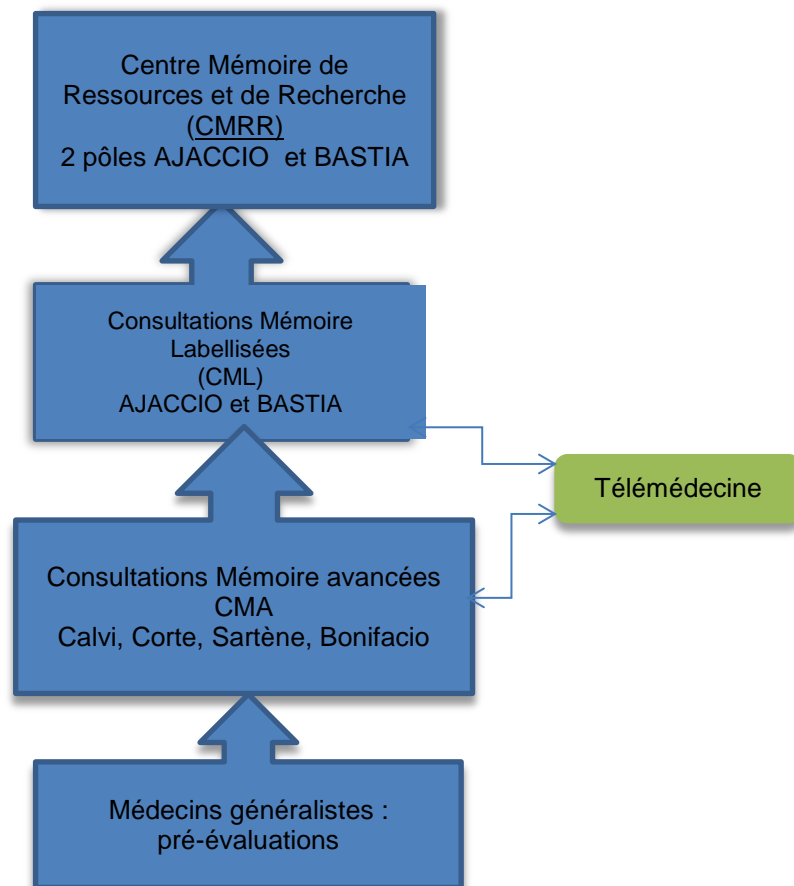 Centre Mémoire de
Ressources et de Recherche
(CMRR)
2 pôles AJACCIO et BASTIA
Consultations Mémoire
Labellisées
(CML)
AJACCIO et BASTIA
Télémédecine
Consultations Mémoire avancées
CMA
Calvi, Corte, Sartène, Bonifacio
Médecins généralistes :
pré-évaluations